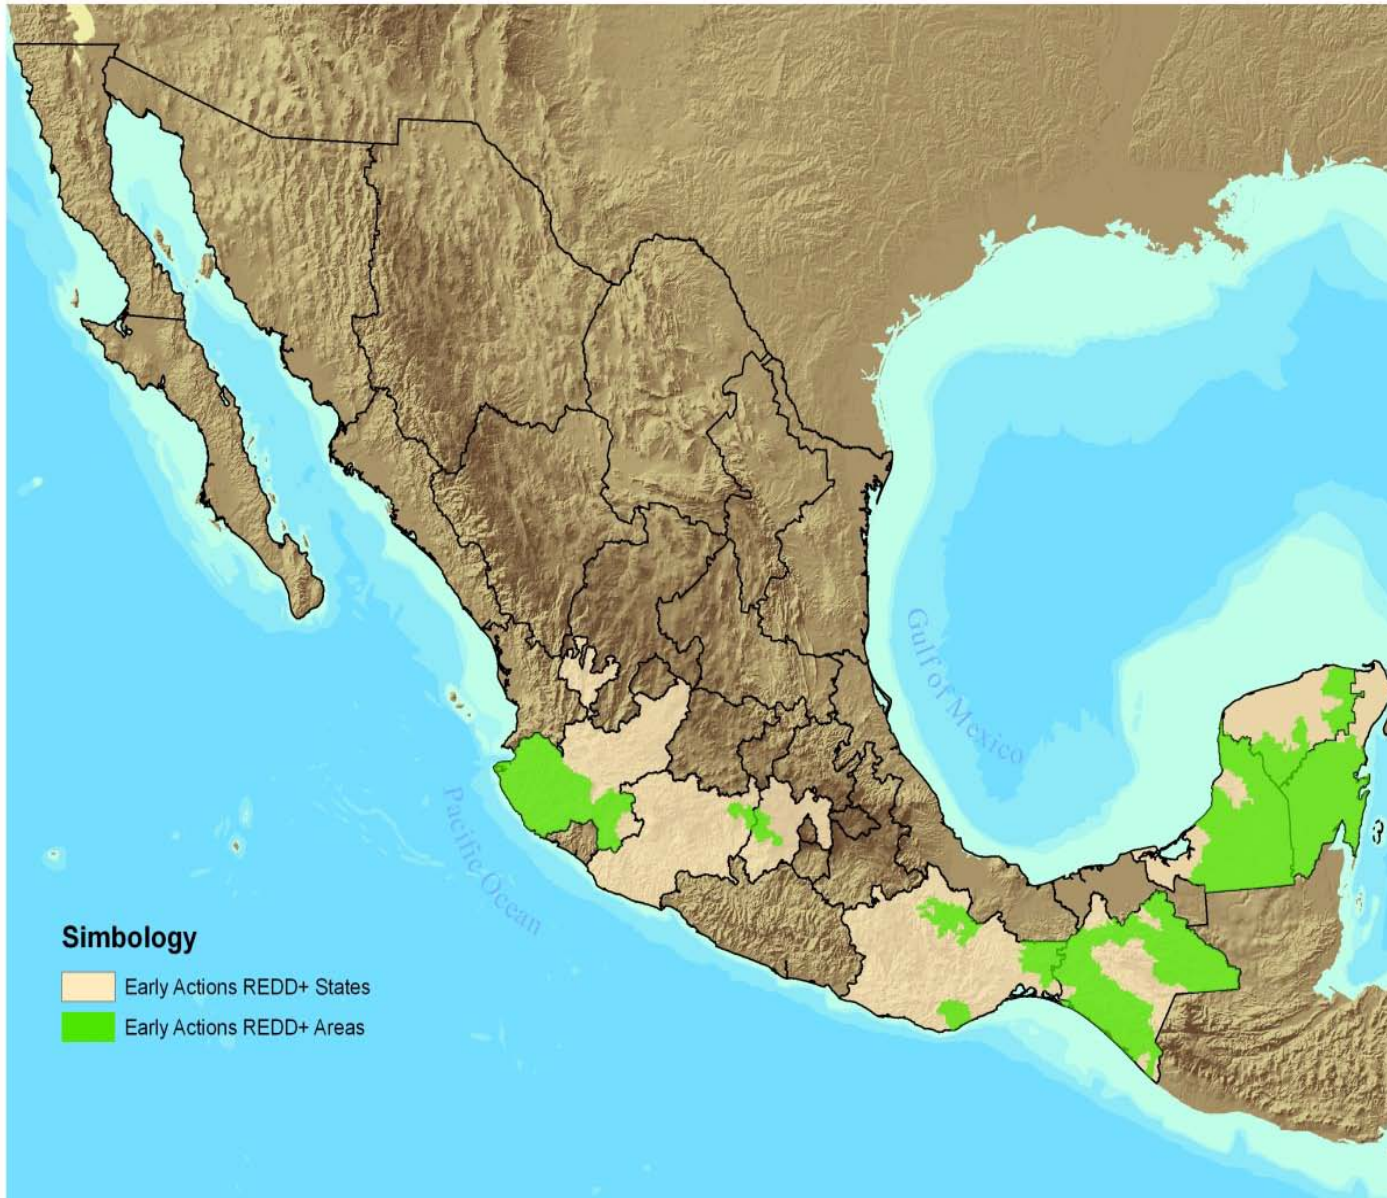 Gulf of Mexico
Pacific Ocean
Simbology
Early Actions REDD+ States
Early Actions REDD+ Areas